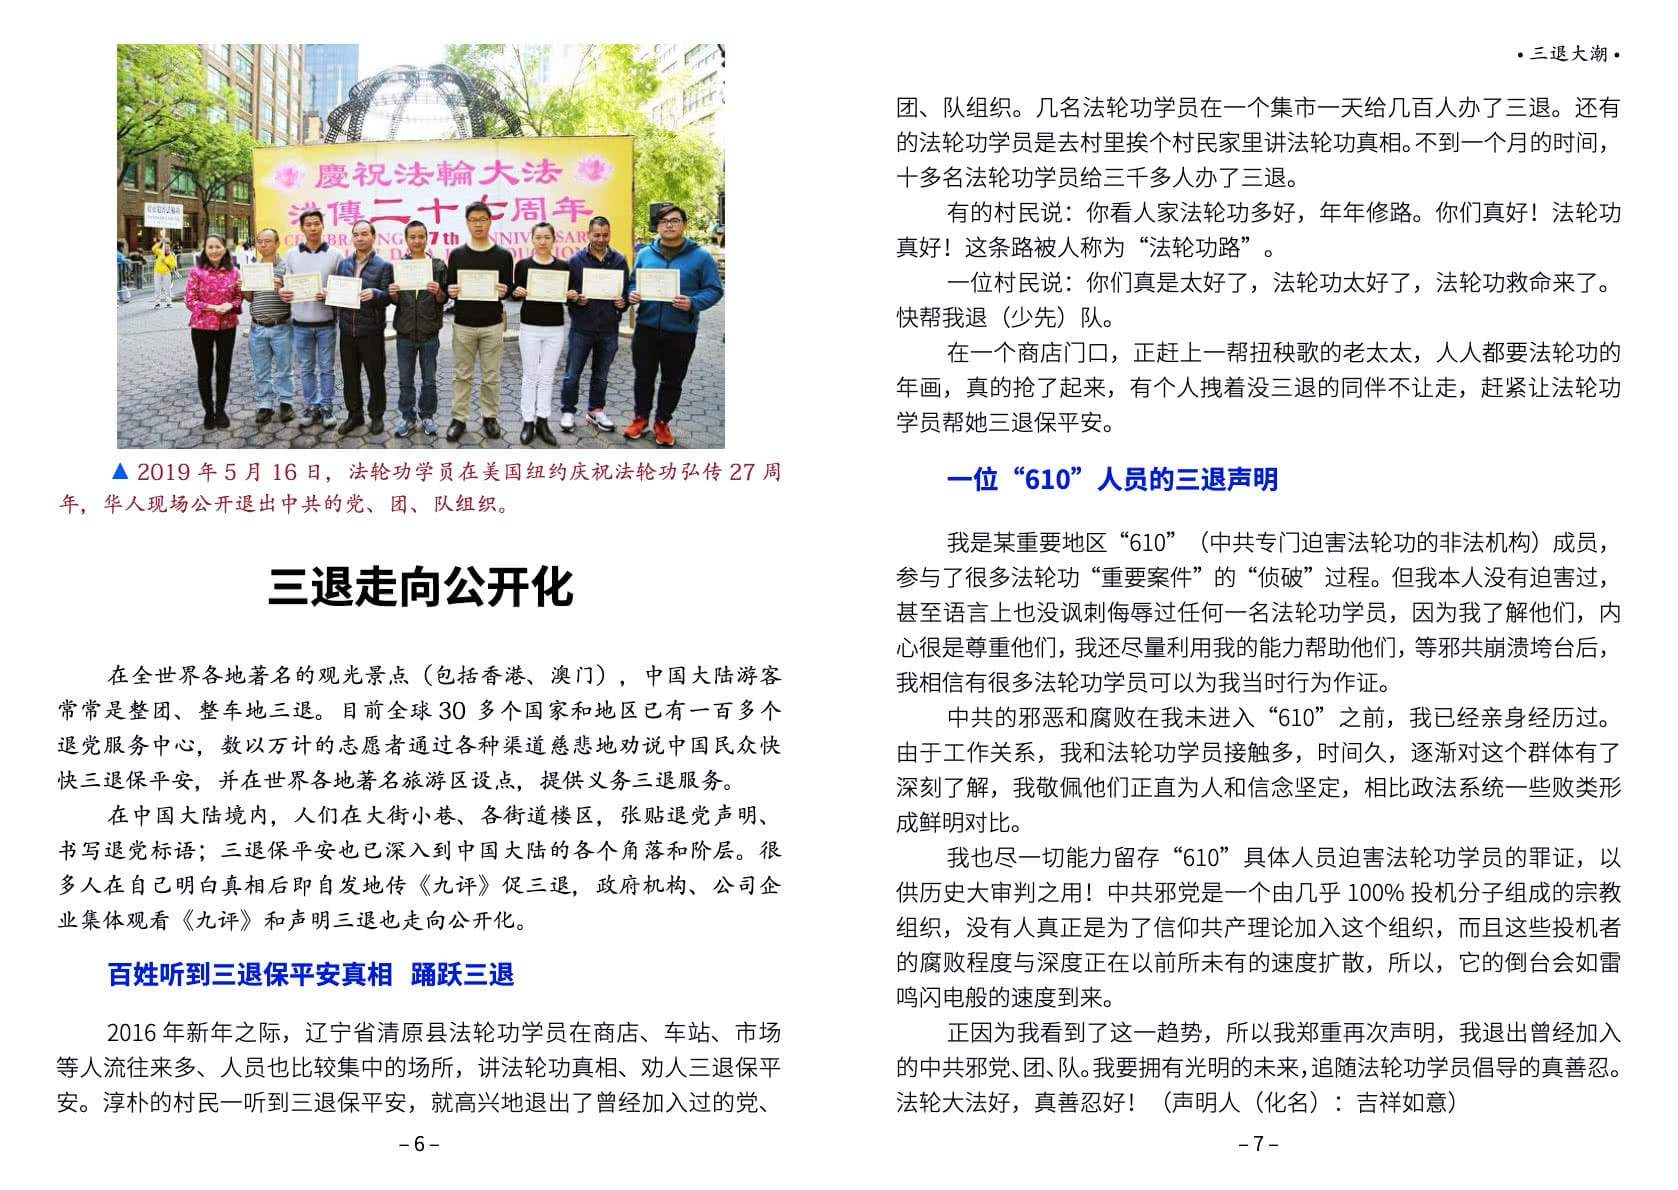 慶祝法輪大法
洪傳二十七周年
▲ 2019 年 5 月 16 日，法轮功学员在美国纽约庆祝法轮功弘传 27 周
年，华人现场公开退出中共的党、团、队组织。
三退走向公开化
在全世界各地著名的观光景点（包括香港、澳门），中国大陆游客
常常是整团、整车地三退。目前全球 30 多个国家和地区已有一百多个
退党服务中心，数以万计的志愿者通过各种渠道慈悲地劝说中国民众快
快三退保平安，并在世界各地著名旅游区设点，提供义务三退服务。
在中国大陆境内，人们在大街小巷、各街道楼区，张贴退党声明、
书写退党标语；三退保平安也已深入到中国大陆的各个角落和阶层。很
多人在自己明白真相后即自发地传《九评》促三退，政府机构、公司企
业集体观看《九评》和声明三退也走向公开化。
百姓听到三退保平安真相 踊跃三退
2016 年新年之际，辽宁省清原县法轮功学员在商店、车站、市场
等人流往来多、人员也比较集中的场所，讲法轮功真相、劝人三退保平
安。淳朴的村民一听到三退保平安，就高兴地退出了曾经加入过的党、
– 6 –
• 三退大潮 •
团、队组织。几名法轮功学员在一个集市一天给几百人办了三退。还有
的法轮功学员是去村里挨个村民家里讲法轮功真相。不到一个月的时间，
十多名法轮功学员给三千多人办了三退。
有的村民说：你看人家法轮功多好，年年修路。你们真好！法轮功
真好！这条路被人称为“法轮功路”。
一位村民说：你们真是太好了，法轮功太好了，法轮功救命来了。
快帮我退（少先）队。
在一个商店门口，正赶上一帮扭秧歌的老太太，人人都要法轮功的
年画，真的抢了起来，有个人拽着没三退的同伴不让走，赶紧让法轮功
学员帮她三退保平安。
一位“610”人员的三退声明
我是某重要地区“610”（中共专门迫害法轮功的非法机构）成员，
参与了很多法轮功“重要案件”的“侦破”过程。但我本人没有迫害过，
甚至语言上也没讽刺侮辱过任何一名法轮功学员，因为我了解他们，内
心很是尊重他们，我还尽量利用我的能力帮助他们，等邪共崩溃垮台后，
我相信有很多法轮功学员可以为我当时行为作证。
中共的邪恶和腐败在我未进入“610”之前，我已经亲身经历过。
由于工作关系，我和法轮功学员接触多，时间久，逐渐对这个群体有了
深刻了解，我敬佩他们正直为人和信念坚定，相比政法系统一些败类形
成鲜明对比。
我也尽一切能力留存“610”具体人员迫害法轮功学员的罪证，以
供历史大审判之用！中共邪党是一个由几乎 100% 投机分子组成的宗教
组织，没有人真正是为了信仰共产理论加入这个组织，而且这些投机者
的腐败程度与深度正在以前所未有的速度扩散，所以，它的倒台会如雷
鸣闪电般的速度到来。
正因为我看到了这一趋势，所以我郑重再次声明，我退出曾经加入
的中共邪党、团、队。我要拥有光明的未来，追随法轮功学员倡导的真善忍。
法轮大法好，真善忍好！（声明人（化名）：吉祥如意）
– 7 –